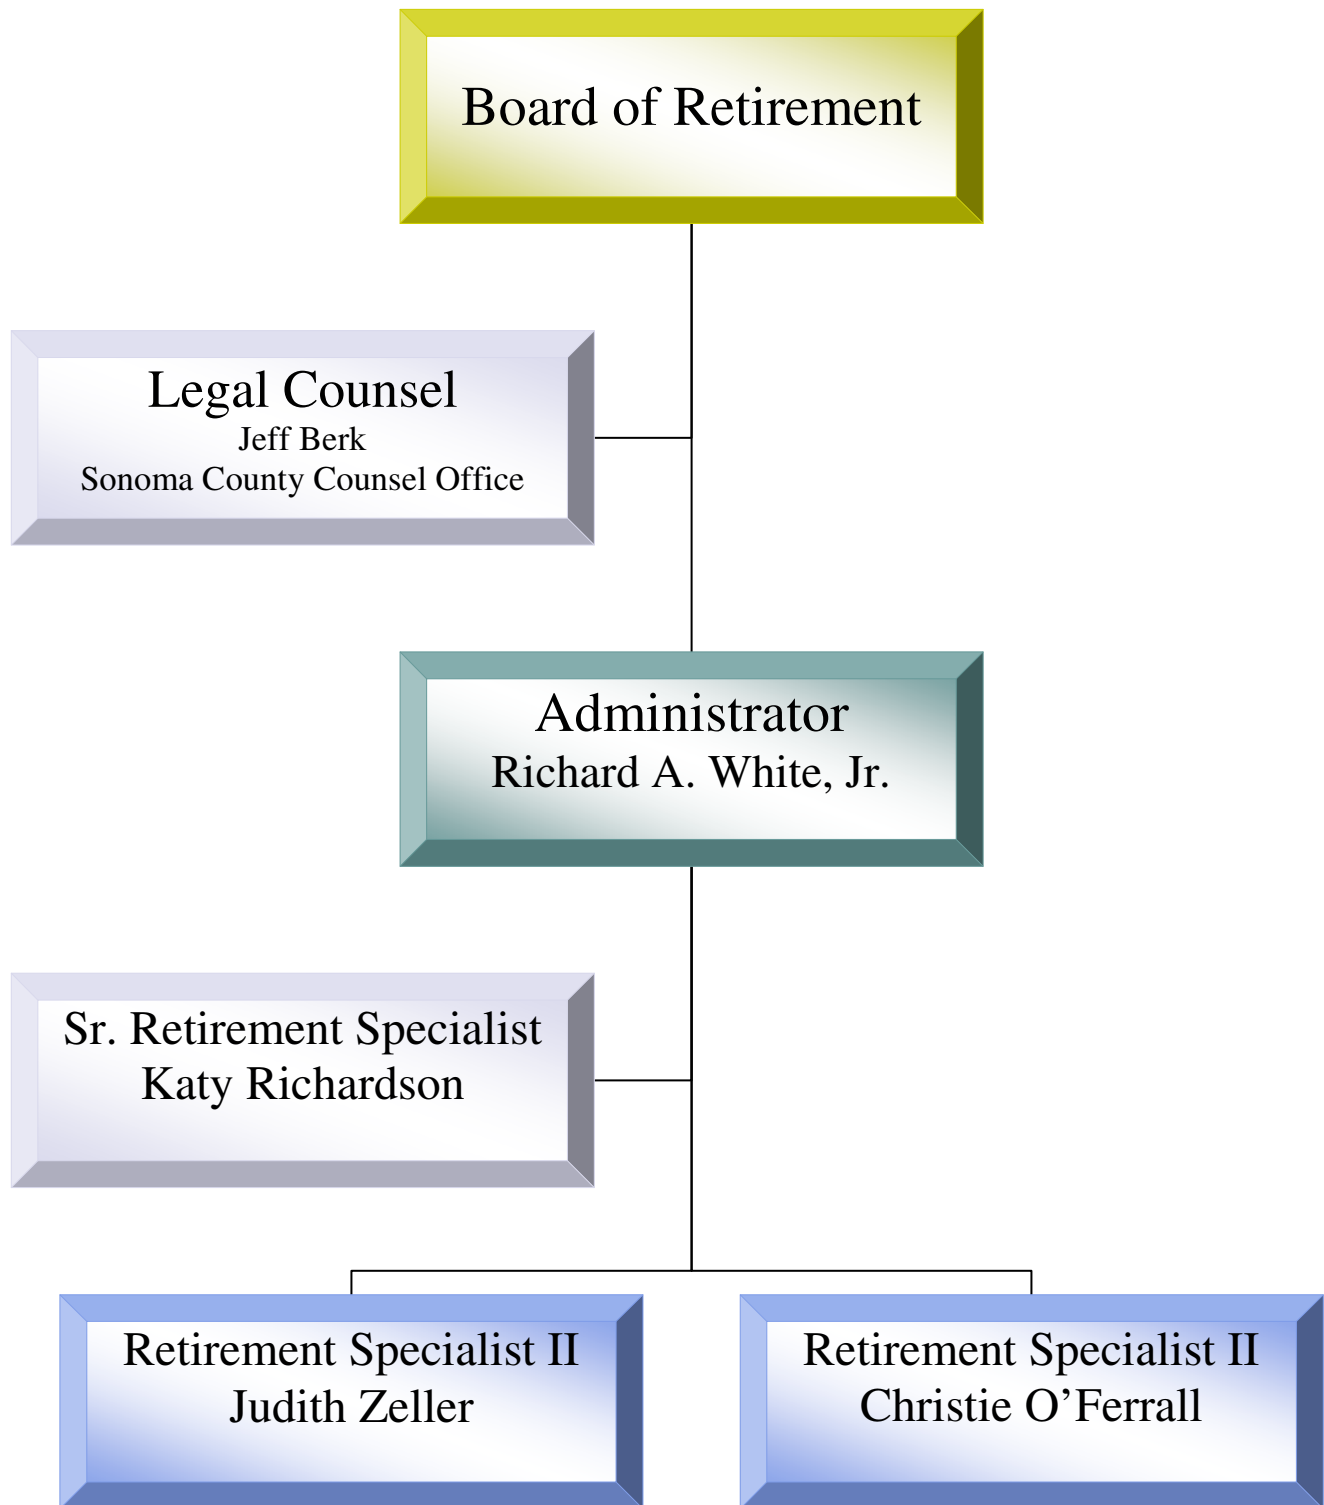 Board of Retirement
Legal Counsel
Jeff Berk
Sonoma County Counsel Office
Administrator
Richard A. White, Jr.
Sr. Retirement Specialist
Katy Richardson
Retirement Specialist II
Judith Zeller
Retirement Specialist II
Christie O’Ferrall